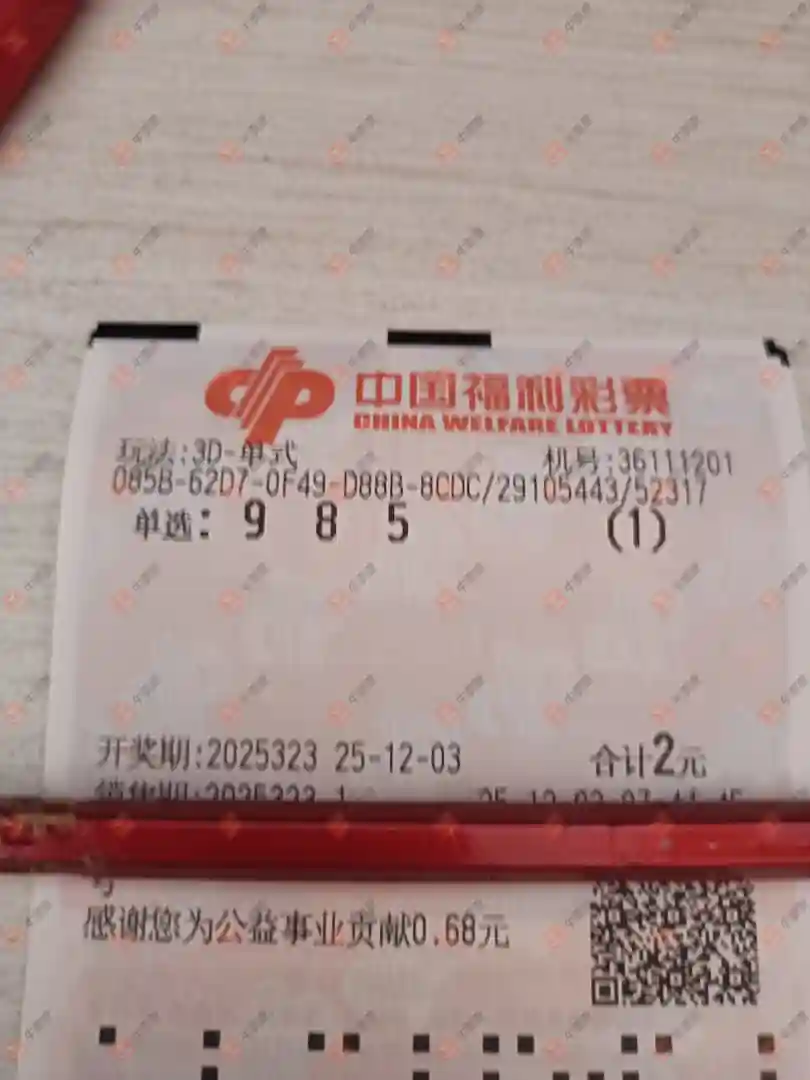 中国福利彩票
CHINA WELFARE LOTTERY
玩法:3D-单式 机号:36111201
085B-62D7-0F49-D88B-8CDC/29105443/52317
单选: 9 8 5 (1)
开奖期:2025323 25-12-03 合计2元
感谢您为公益事业贡献0.68元